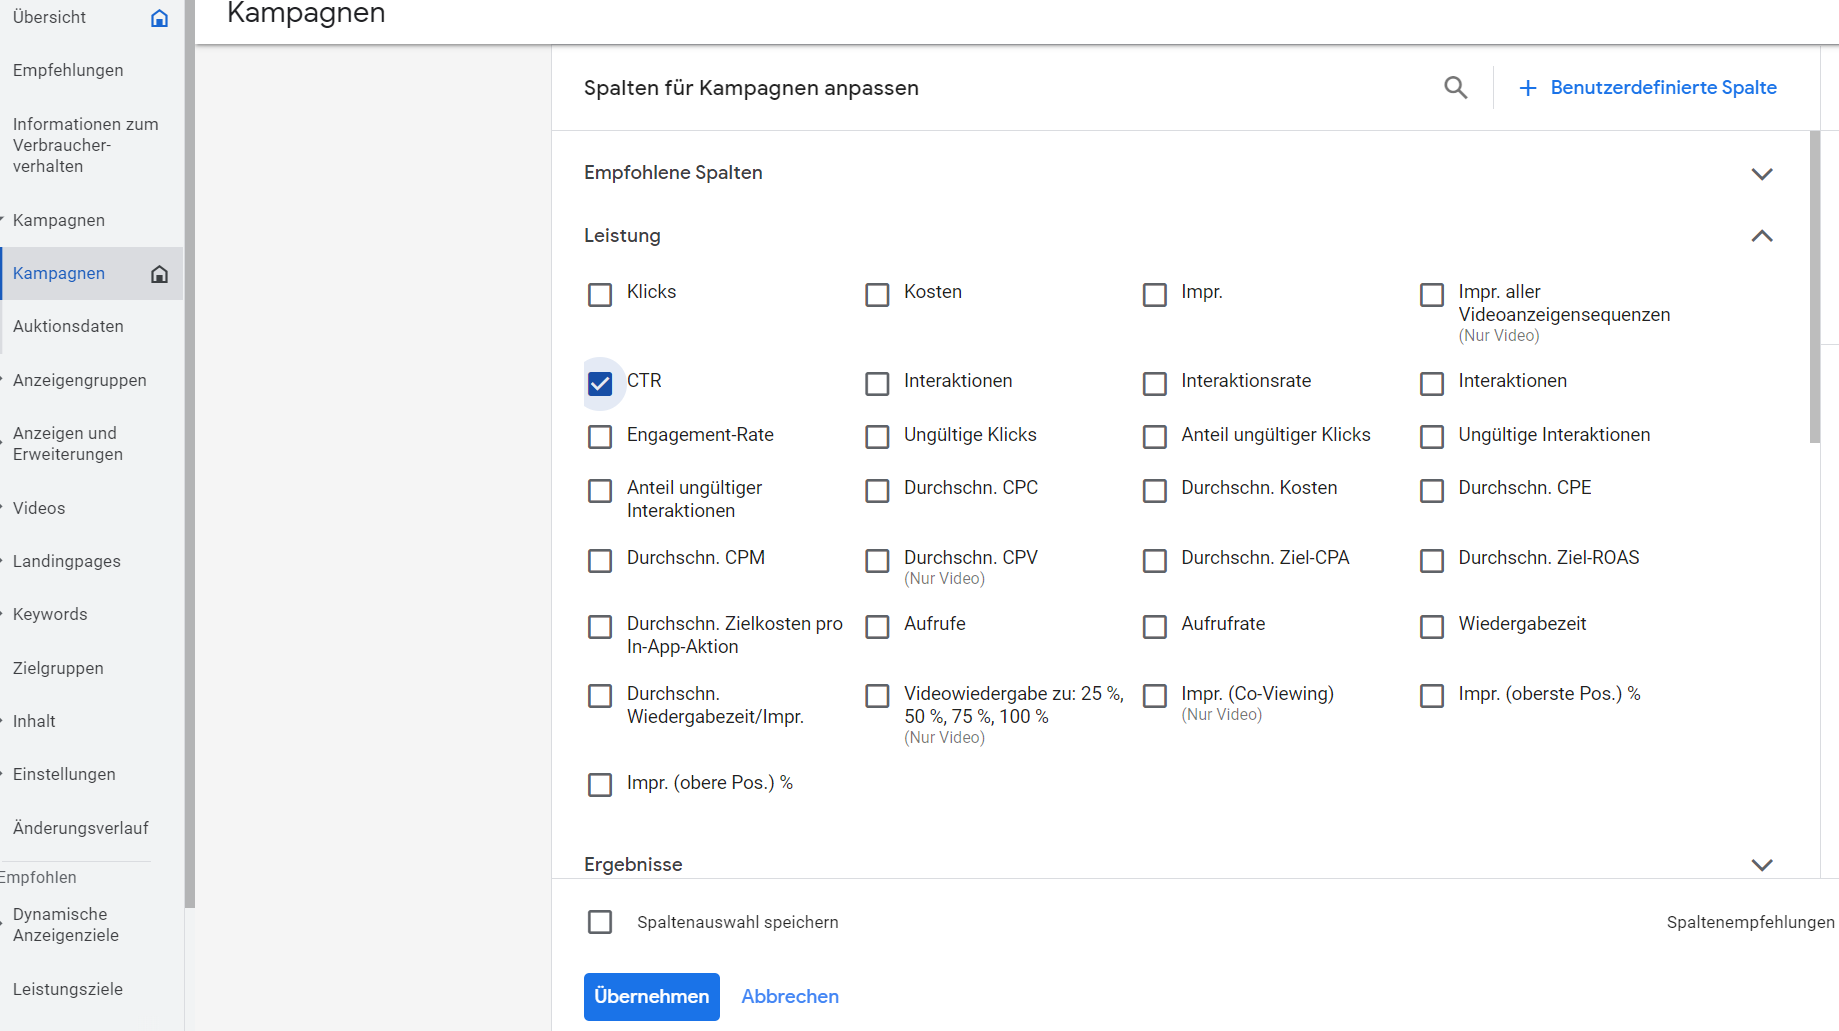 Kampagnen
Übersicht
Empfehlungen
Informationen zum
Verbraucher-
verhalten
Kampagnen
Kampagnen
Auktionsdaten
Anzeigengruppen
Anzeigen und
Erweiterungen
Videos
Landingpages
Keywords
Zielgruppen
Inhalt
Einstellungen
Änderungsverlauf
Empfohlen
Dynamische
Anzeigenziele
Leistungsziele
Spalten für Kampagnen anpassen
+ Benutzerdefinierte Spalte
Empfohlene Spalten
Leistung
Klicks
Kosten
Impr.
Impr. aller
Videoanzeigensequenzen
(Nur Video)
CTR
Interaktionen
Interaktionsrate
Interaktionen
Engagement-Rate
Ungültige Klicks
Anteil ungültiger Klicks
Ungültige Interaktionen
Anteil ungültiger
Interaktionen
Durchschn. CPC
Durchschn. Kosten
Durchschn. CPE
Durchschn. CPM
Durchschn. CPV
(Nur Video)
Durchschn. Ziel-CPA
Durchschn. Ziel-ROAS
Durchschn. Zielkosten pro
In-App-Aktion
Aufrufe
Aufrufrate
Wiedergabezeit
Durchschn.
Wiedergabezeit/Impr.
Videowiedergabe zu: 25 %,
50 %, 75 %, 100 %
(Nur Video)
Impr. (Co-Viewing)
(Nur Video)
Impr. (oberste Pos.) %
Impr. (obere Pos.) %
Ergebnisse
Spaltenauswahl speichern
Spaltenempfehlungen
Übernehmen
Abbrechen